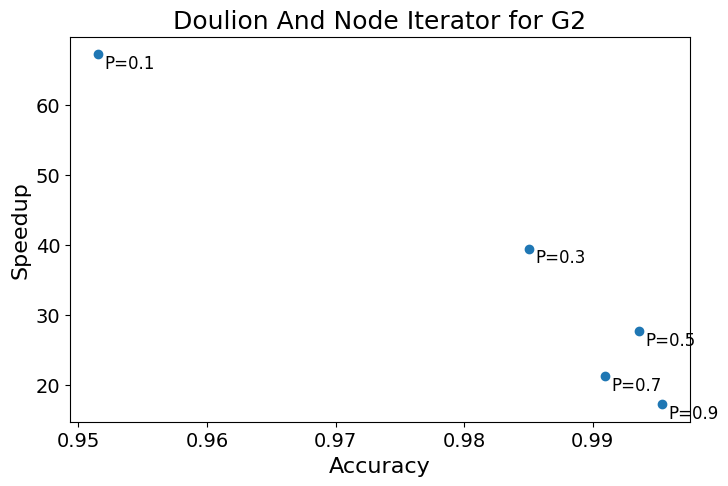 Doulion And Node Iterator for G2
Speedup
60
50
40
30
20
P=0.1
P=0.3
P=0.5
P=0.7
P=0.9
0.95 0.96 0.97 0.98 0.99
Accuracy